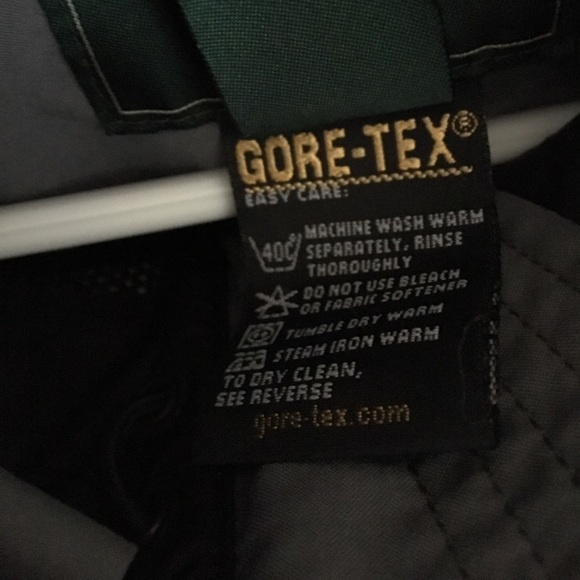 GORE-TEX®
EASY CARE:
40C
MACHINE WASH WARM
SEPARATELY. RINSE
THOROUGHLY
DO NOT USE BLEACH
OR FABRIC SOFTENER
TUMBLE DRY WARM
STEAM IRON WARM
TO DRY CLEAN,
SEE REVERSE
gore-tex.com